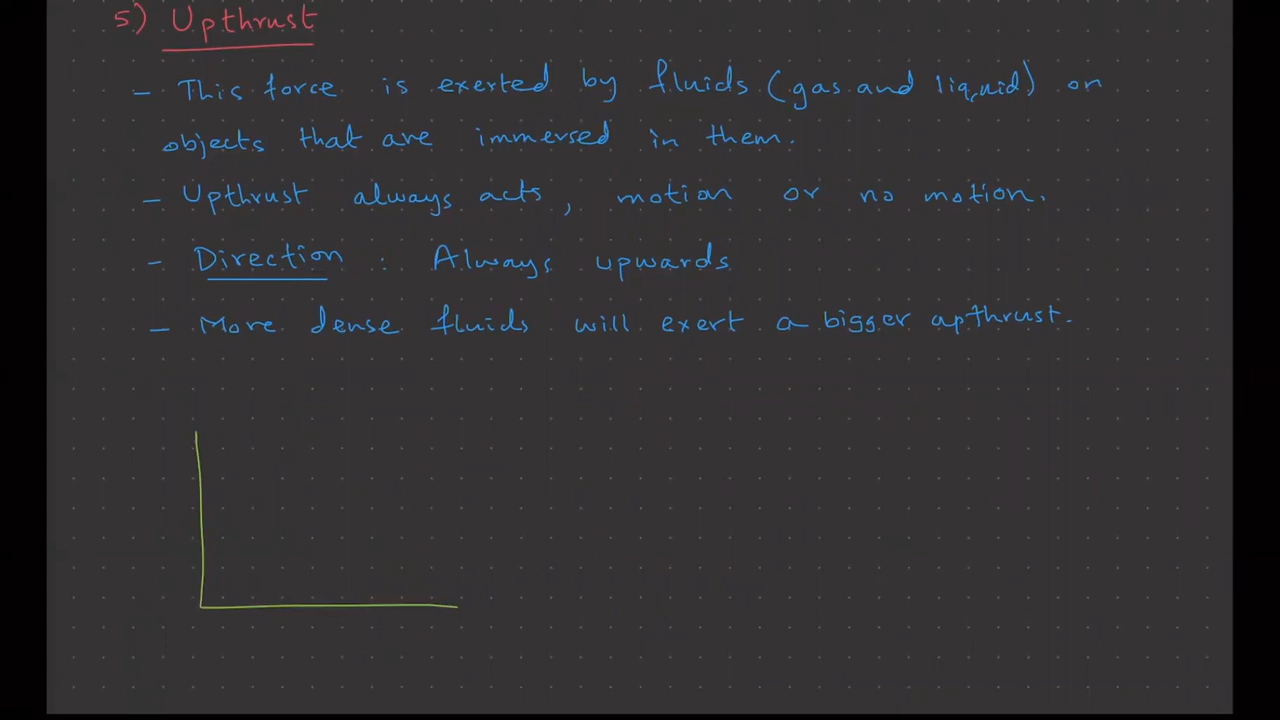 5) Upthrust
- This force is exerted by fluids (gas and liquid) on
objects that are immersed in them.
- Upthrust always acts, motion or no motion.
- Direction : Always upwards
- More dense fluids will exert a bigger upthrust.